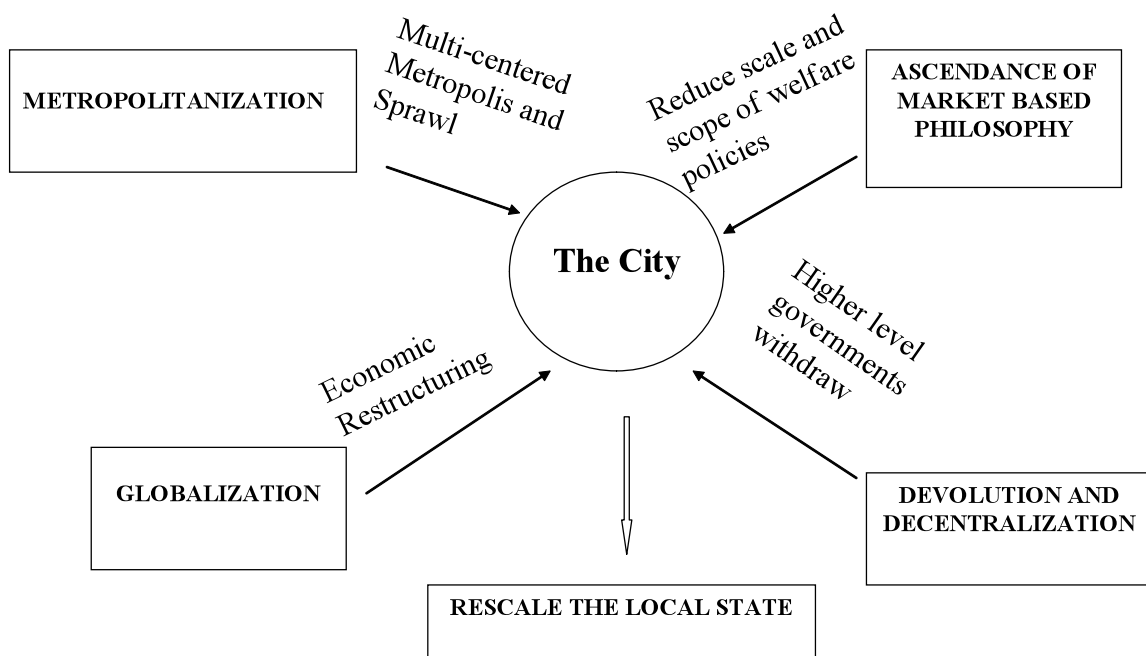 METROPOLITANIZATION
Multi-centered
Metropolis and
Sprawl
Reduce scale and
scope of welfare
policies
ASCENDANCE OF
MARKET BASED
PHILOSOPHY
The City
Economic
Restructuring
Higher level
governments
withdraw
GLOBALIZATION
DEVOLUTION AND
DECENTRALIZATION
RESCALE THE LOCAL STATE